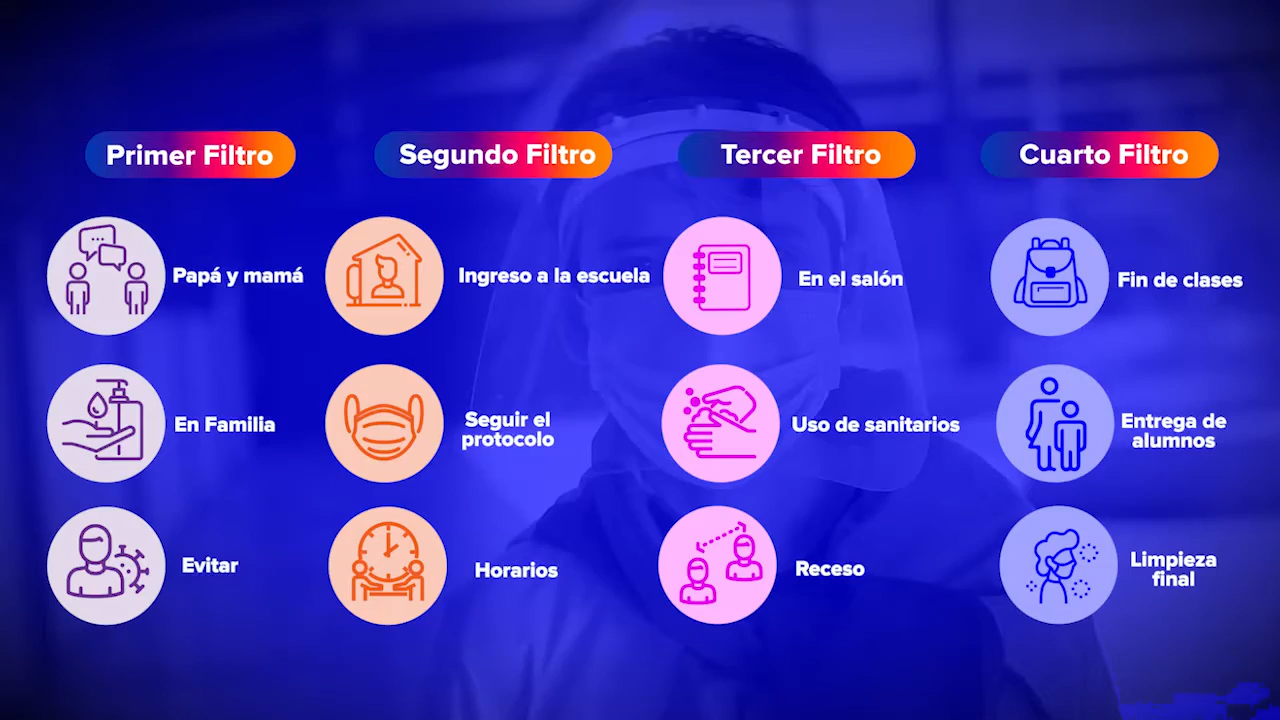 Primer Filtro
Papá y mamá
En Familia
Evitar
Segundo Filtro
Ingreso a la escuela
Seguir el
protocolo
Horarios
Tercer Filtro
En el salón
Uso de sanitarios
Receso
Cuarto Filtro
Fin de clases
Entrega de
alumnos
Limpieza
final